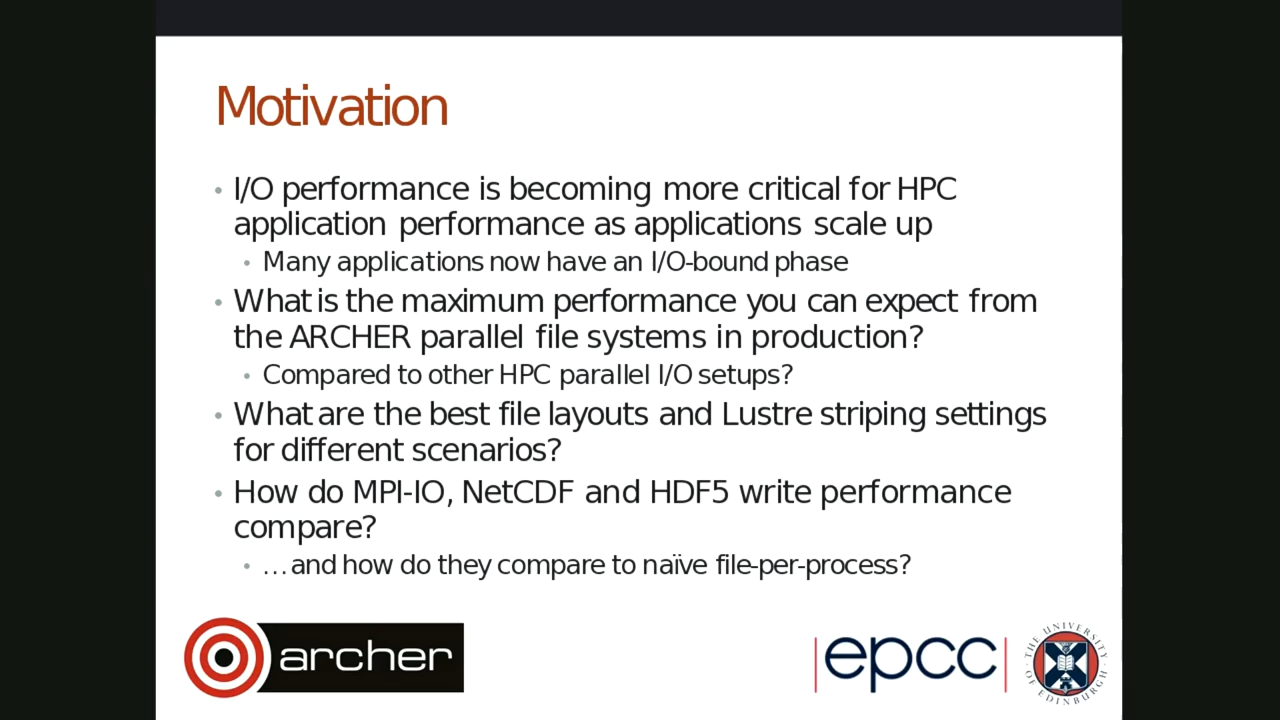 Motivation
• I/O performance is becoming more critical for HPC
application performance as applications scale up
• Many applications now have an I/O-bound phase
• What is the maximum performance you can expect from
the ARCHER parallel file systems in production?
• Compared to other HPC parallel I/O setups?
• What are the best file layouts and Lustre striping settings
for different scenarios?
• How do MPI-IO, NetCDF and HDF5 write performance
compare?
• …and how do they compare to naïve file-per-process?
archer
|epcc|
THE UNIVERSITY
OF EDINBURGH